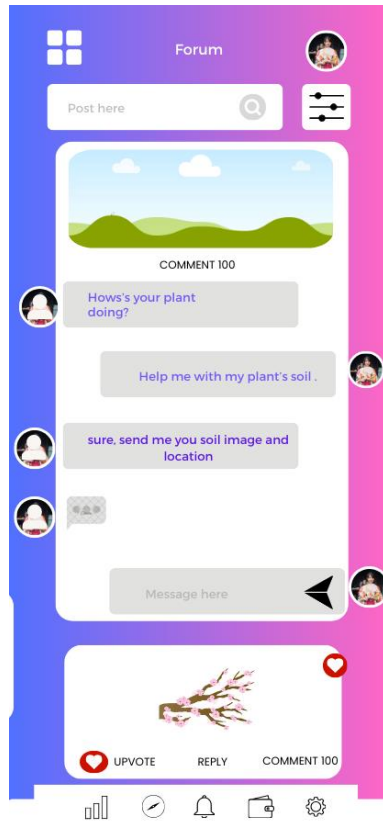 Forum
Post here
COMMENT 100
Hows's your plant
doing?
Help me with my plant's soil .
sure, send me you soil image and
location
Message here
UPVOTE REPLY COMMENT 100